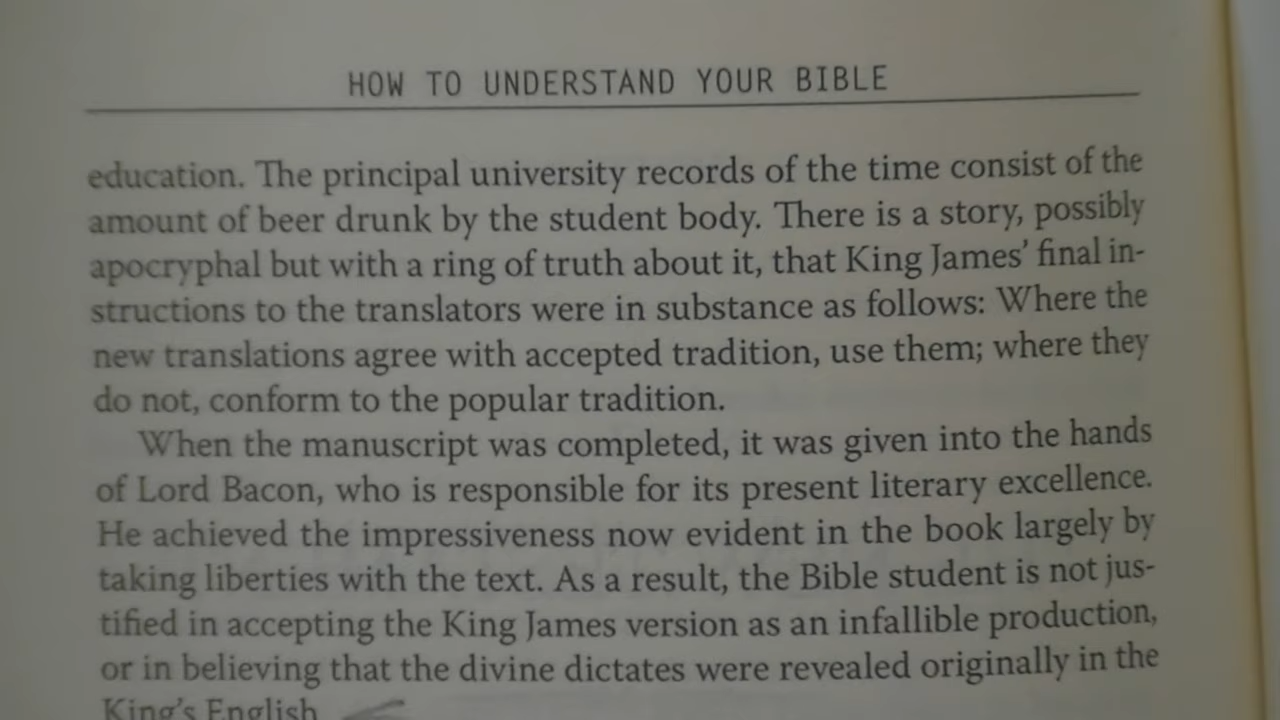 HOW TO UNDERSTAND YOUR BIBLE
education. The principal university records of the time consist of the
amount of beer drunk by the student body. There is a story, possibly
apocryphal but with a ring of truth about it, that King James’ final in-
structions to the translators were in substance as follows: Where the
new translations agree with accepted tradition, use them; where they
do not, conform to the popular tradition.
When the manuscript was completed, it was given into the hands
of Lord Bacon, who is responsible for its present literary excellence.
He achieved the impressiveness now evident in the book largely by
taking liberties with the text. As a result, the Bible student is not jus-
tified in accepting the King James version as an infallible production,
or in believing that the divine dictates were revealed originally in the
King’s English